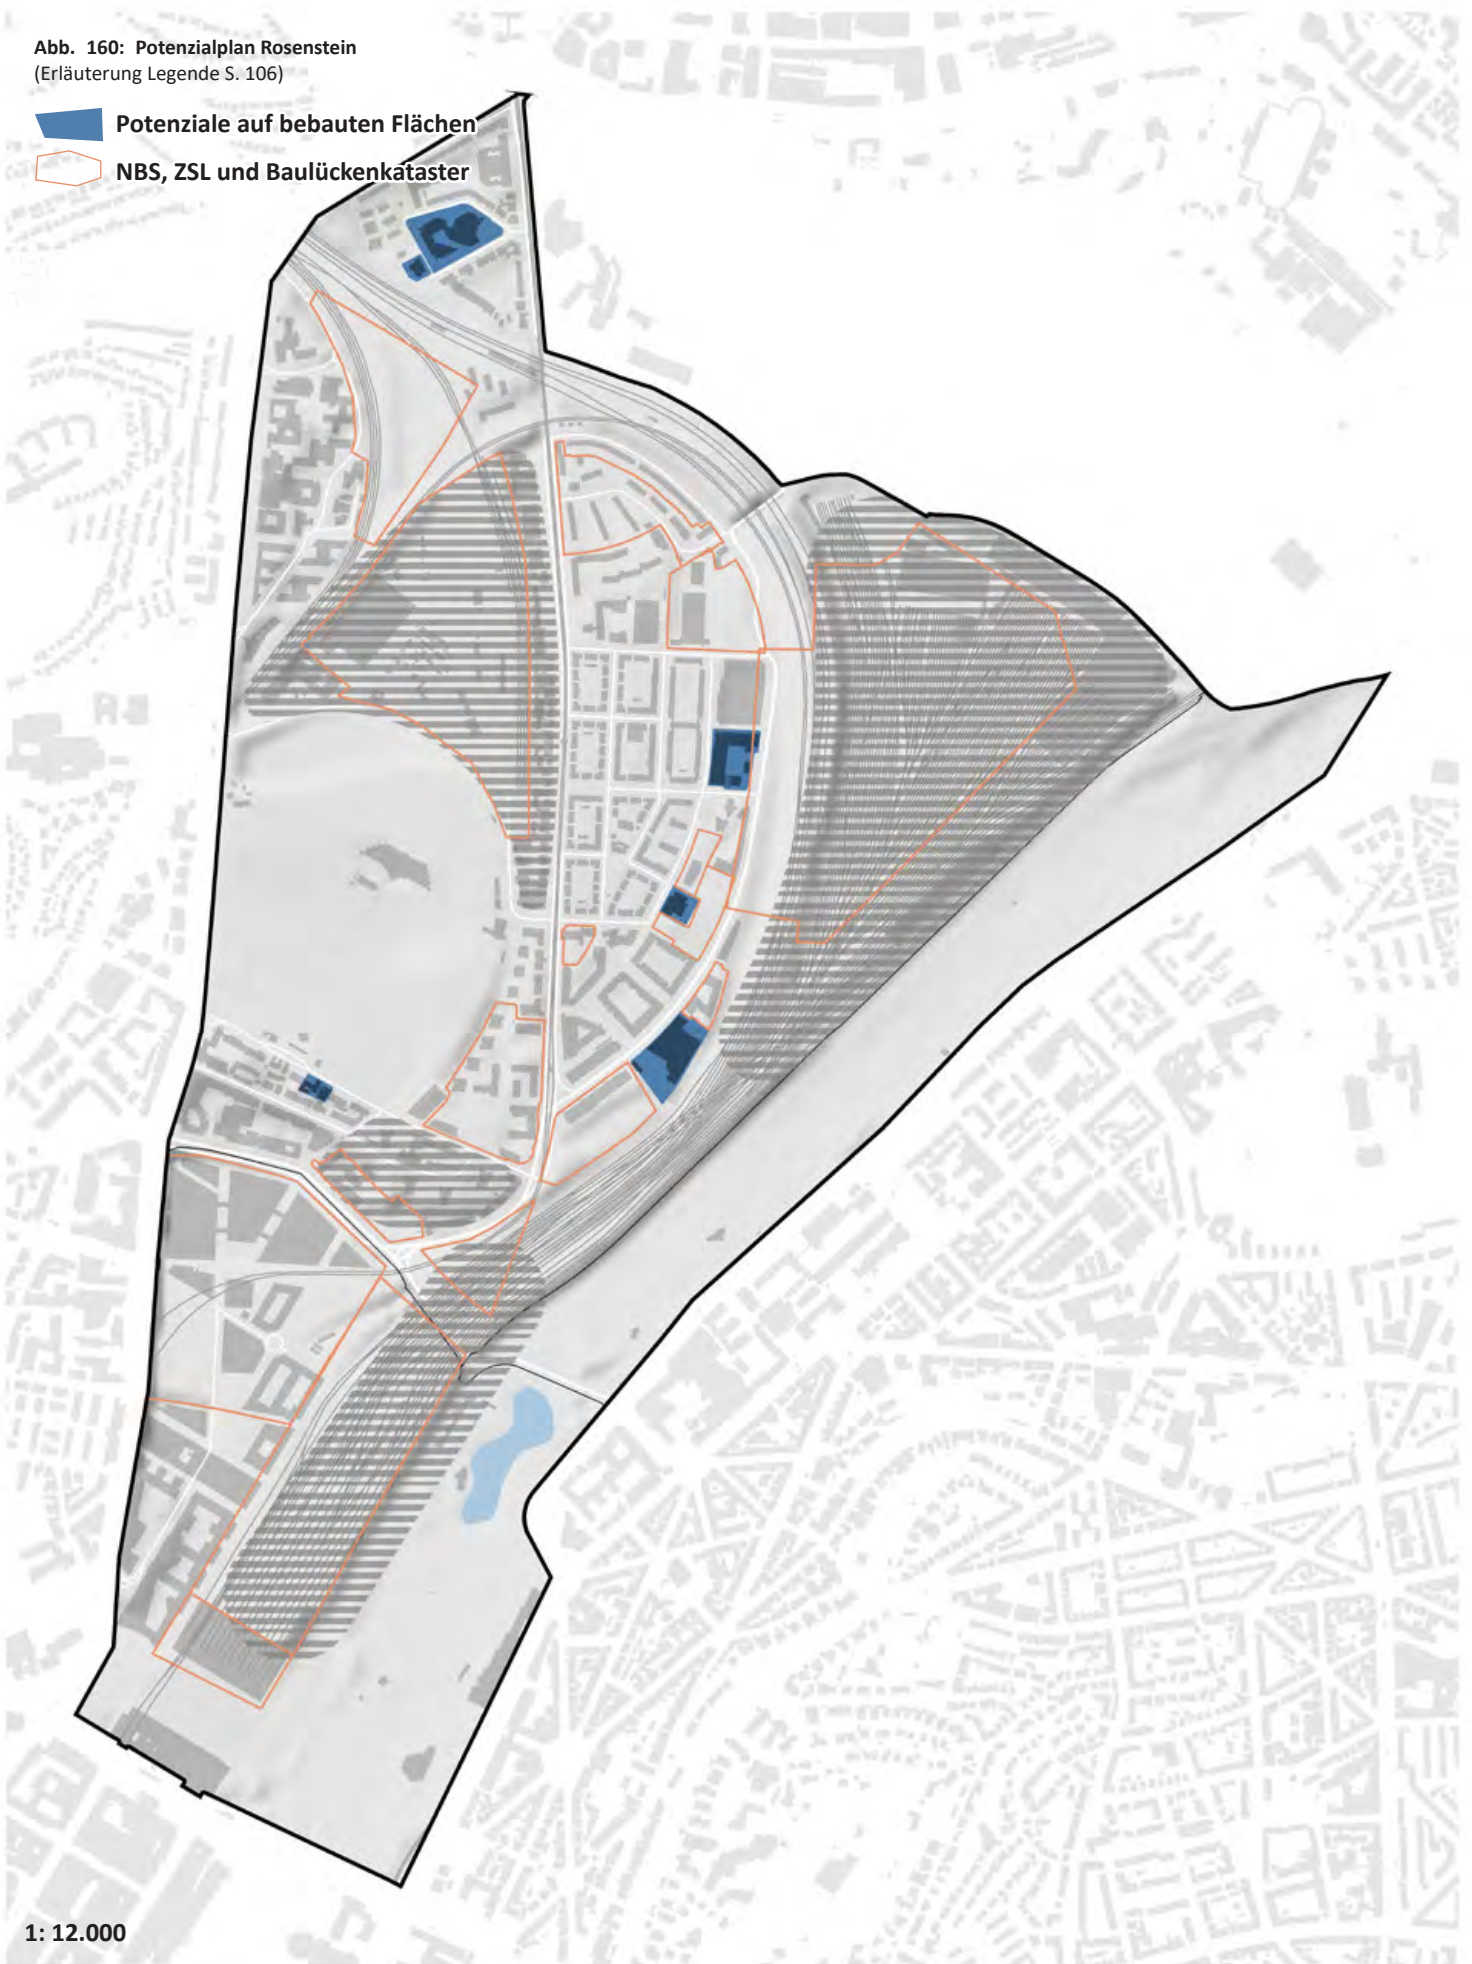 Abb. 160: Potenzialplan Rosenstein
(Erläuterung Legende S. 106)
Potenziale auf bebauten Flächen
NBS, ZSL und Baulückenkataster
1: 12.000